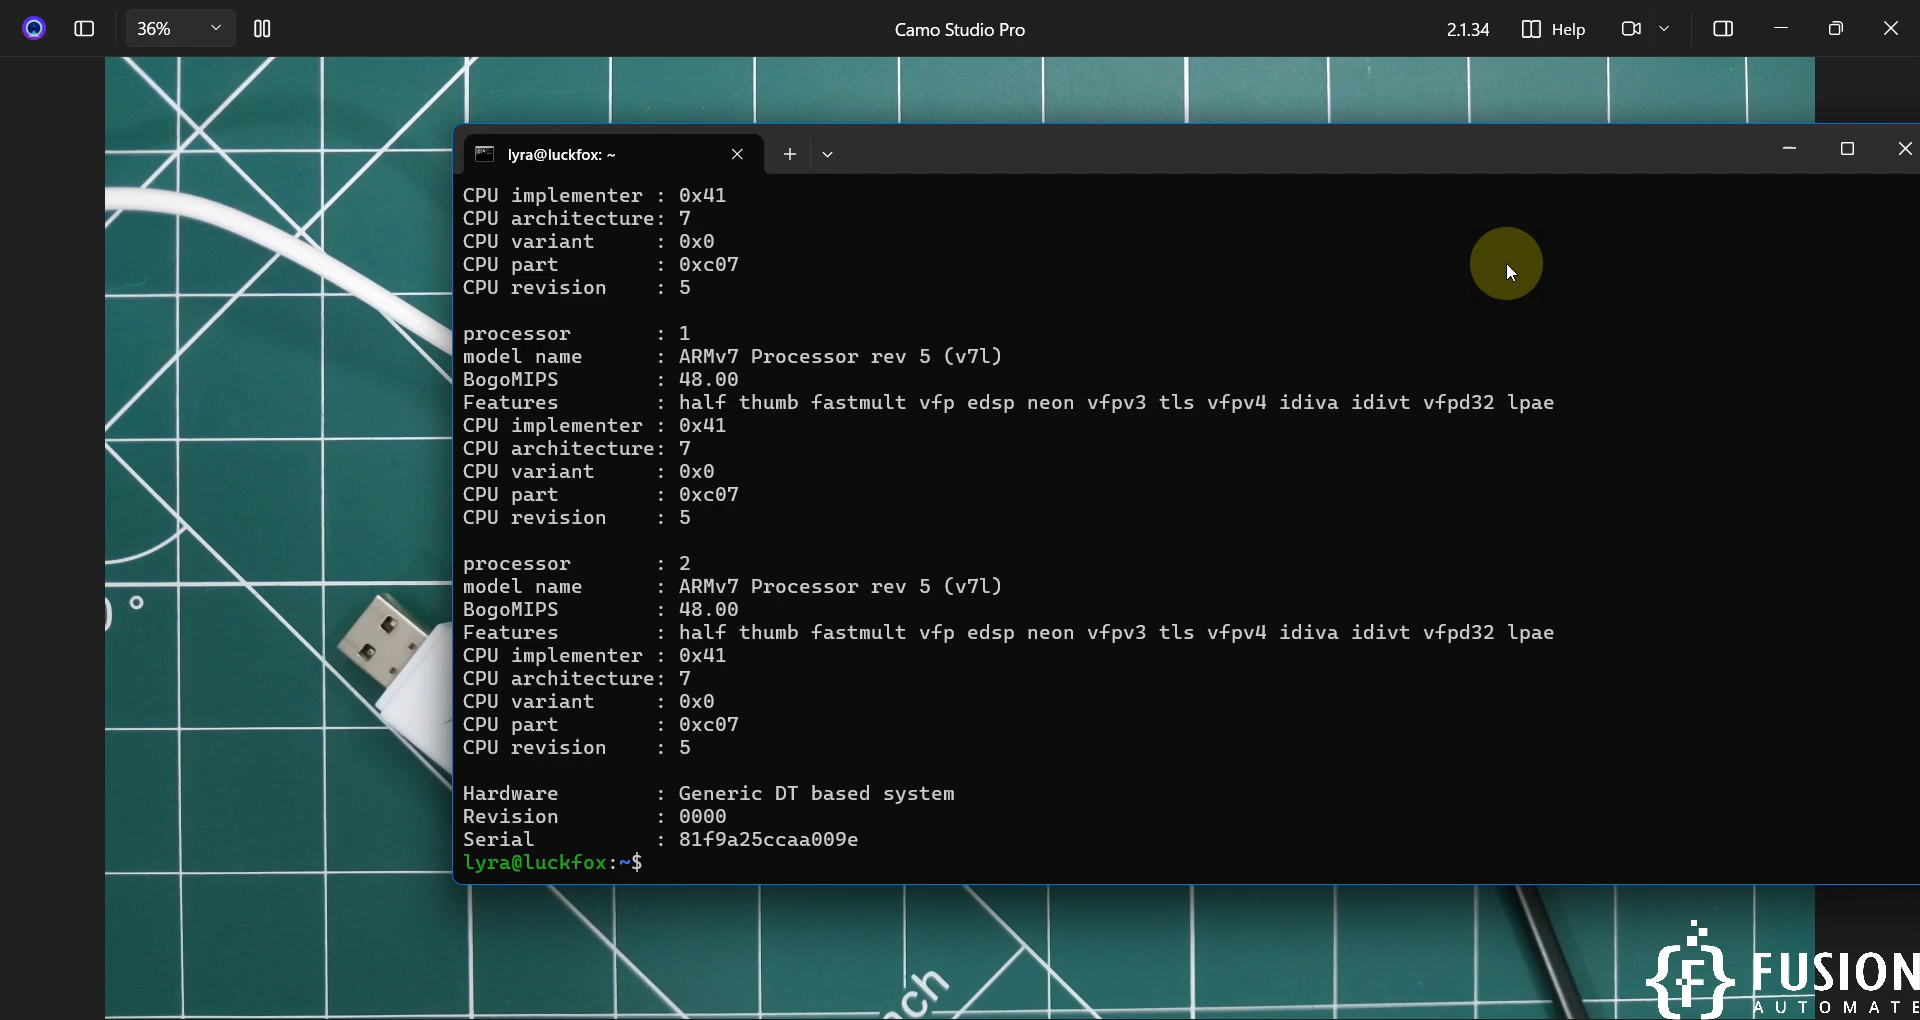 36%
Camo Studio Pro
2.1.34
Help
lyra@luckfox: ~
CPU implementer : 0x41
CPU architecture: 7
CPU variant : 0x0
CPU part : 0xc07
CPU revision : 5
processor : 1
model name : ARMv7 Processor rev 5 (v7l)
BogoMIPS : 48.00
Features : half thumb fastmult vfp edsp neon vfpv3 tls vfpv4 idiva idivt vfpd32 lpae
CPU implementer : 0x41
CPU architecture: 7
CPU variant : 0x0
CPU part : 0xc07
CPU revision : 5
processor : 2
model name : ARMv7 Processor rev 5 (v7l)
BogoMIPS : 48.00
Features : half thumb fastmult vfp edsp neon vfpv3 tls vfpv4 idiva idivt vfpd32 lpae
CPU implementer : 0x41
CPU architecture: 7
CPU variant : 0x0
CPU part : 0xc07
CPU revision : 5
Hardware : Generic DT based system
Revision : 0000
Serial : 81f9a25ccaa009e
lyra@luckfox:~$
FUSION
AUTOMATE